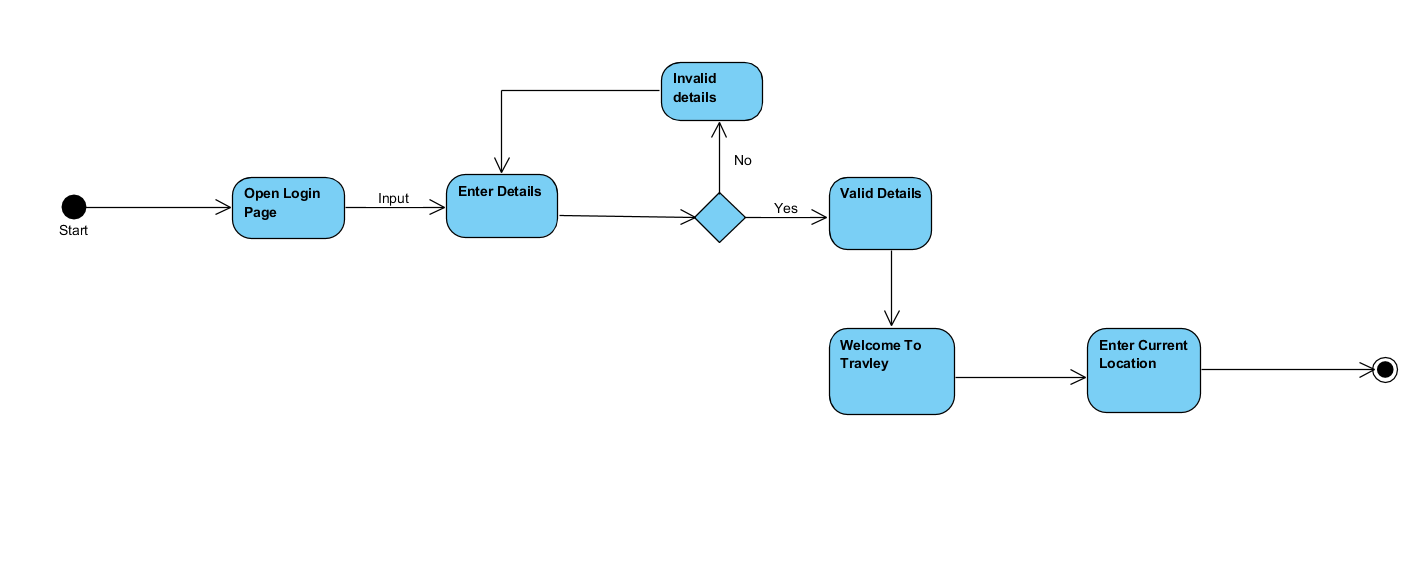 Invalid
details
No
Open Login
Page
Input
Enter Details
Yes
Valid Details
Start
Welcome To
Travley
Enter Current
Location